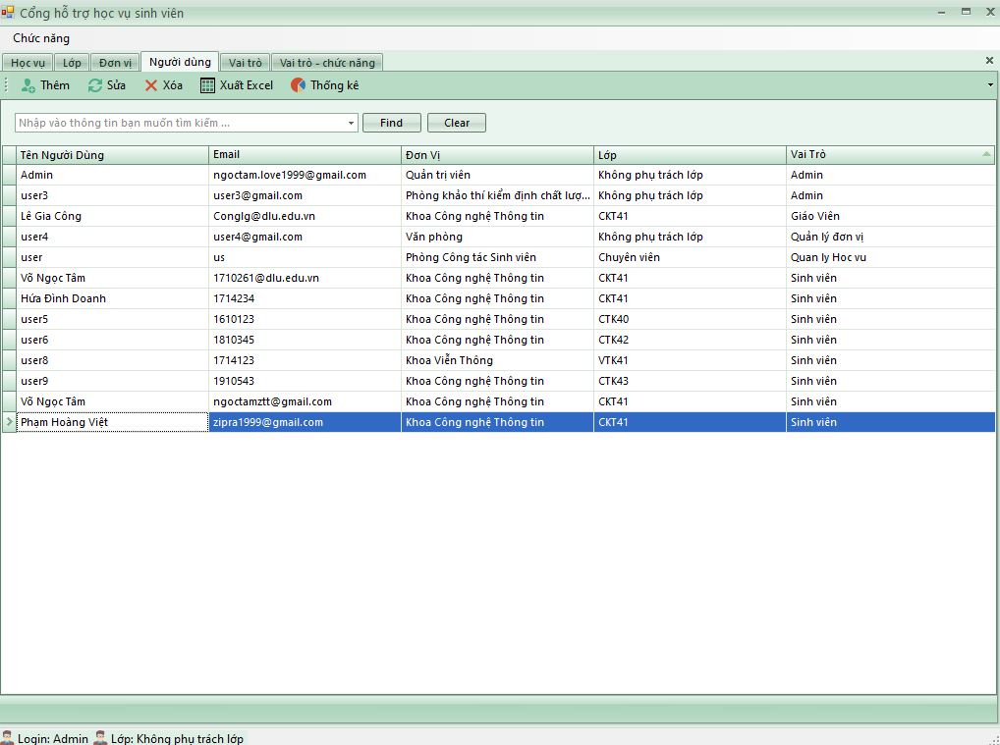 Cổng hỗ trợ học vụ sinh viên
Chức năng
Học vụ Lớp Đơn vị Người dùng Vai trò Vai trò - chức năng
Thêm Sửa Xóa Xuất Excel Thống kê
Nhập vào thông tin bạn muốn tìm kiếm ... Find Clear
Tên Người Dùng Email Đơn Vị Lớp Vai Trò
Admin ngoctam.love1999@gmail.com Quản trị viên Không phụ trách lớp Admin
user3 user3@gmail.com Phòng khảo thí kiểm định chất lượ... Không phụ trách lớp Admin
Lê Gia Công Conglg@dlu.edu.vn Khoa Công nghệ Thông tin CKT41 Giáo Viên
user4 user4@gmail.com Văn phòng Không phụ trách lớp Quản lý đơn vị
user us Phòng Công tác Sinh viên Chuyên viên Quan ly Hoc vu
Võ Ngọc Tâm 1710261@dlu.edu.vn Khoa Công nghệ Thông tin CKT41 Sinh viên
Hứa Đình Doanh 1714234 Khoa Công nghệ Thông tin CKT41 Sinh viên
user5 1610123 Khoa Công nghệ Thông tin CTK40 Sinh viên
user6 1810345 Khoa Công nghệ Thông tin CTK42 Sinh viên
user8 1714123 Khoa Viễn Thông VTK41 Sinh viên
user9 1910543 Khoa Công nghệ Thông tin CTK43 Sinh viên
Võ Ngọc Tâm ngoctamztt@gmail.com Khoa Công nghệ Thông tin CKT41 Sinh viên
Phạm Hoàng Việt zipra1999@gmail.com Khoa Công nghệ Thông tin CKT41 Sinh viên
Login: Admin Lớp: Không phụ trách lớp